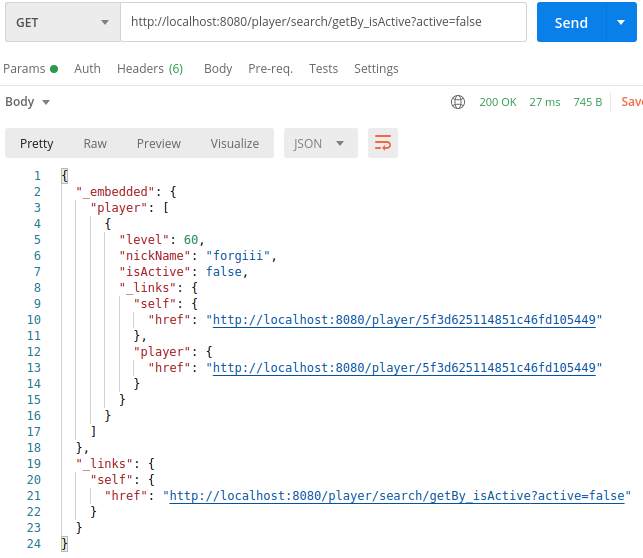 GET http://localhost:8080/player/search/getBy_isActive?active=false Send
Params Auth Headers (6) Body Pre-req. Tests Settings
Body 200 OK 27 ms 745 B Save
Pretty Raw Preview Visualize JSON
1 {
2 "_embedded": {
3 "player": [
4 {
5 "level": 60,
6 "nickName": "forgiii",
7 "isActive": false,
8 "_links": {
9 "self": {
10 "href": "http://localhost:8080/player/5f3d625114851c46fd105449"
11 },
12 "player": {
13 "href": "http://localhost:8080/player/5f3d625114851c46fd105449"
14 }
15 }
16 }
17 ]
18 },
19 "_links": {
20 "self": {
21 "href": "http://localhost:8080/player/search/getBy_isActive?active=false"
22 }
23 }
24 }